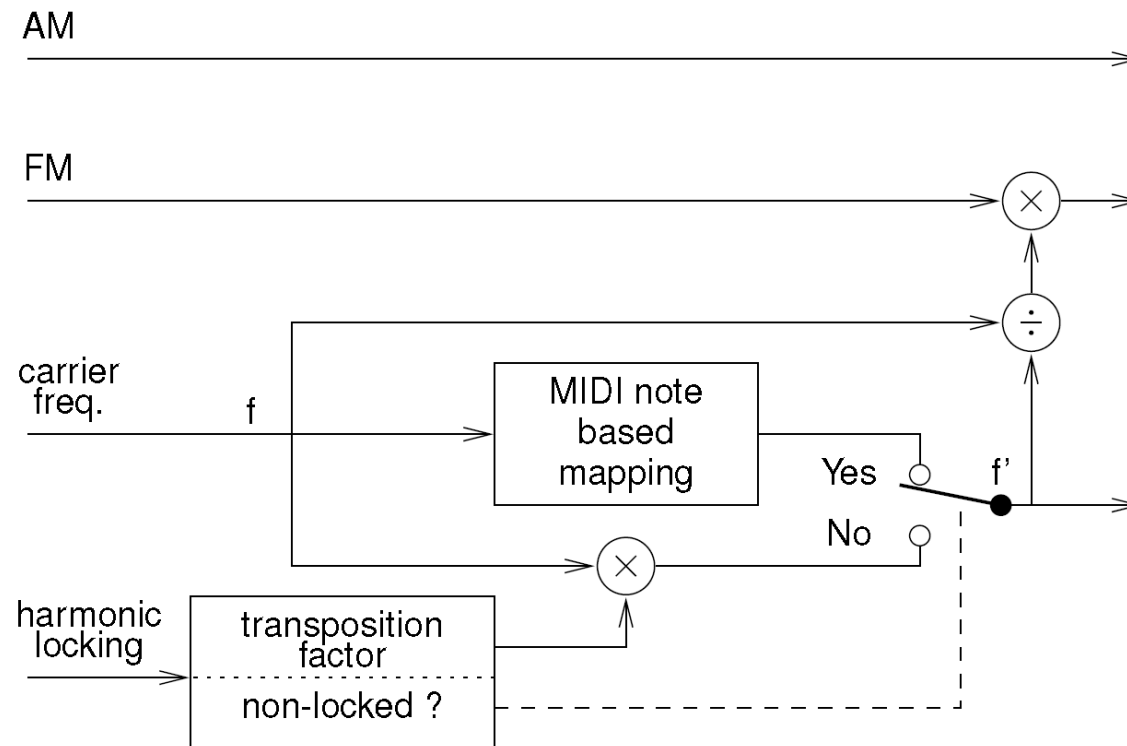 AM
FM
×
÷
carrier
freq.
f
MIDI note
based
mapping
Yes
f'
No
×
harmonic
locking
transposition
factor
non-locked ?